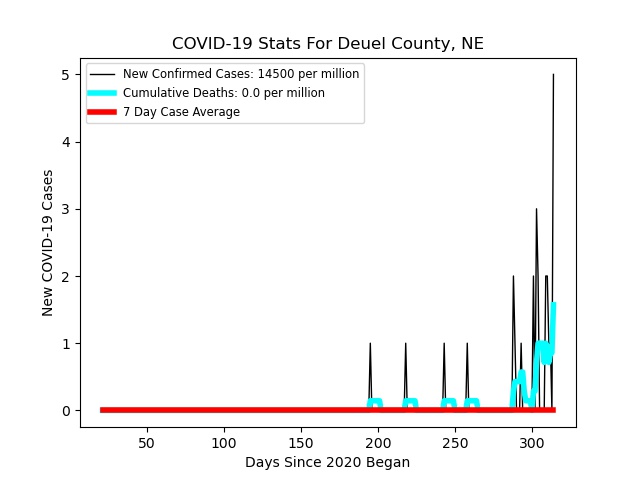 COVID-19 Stats For Deuel County, NE
New Confirmed Cases: 14500 per million
Cumulative Deaths: 0.0 per million
7 Day Case Average
New COVID-19 Cases
5
4
3
2
1
0
50 100 150 200 250 300
Days Since 2020 Began